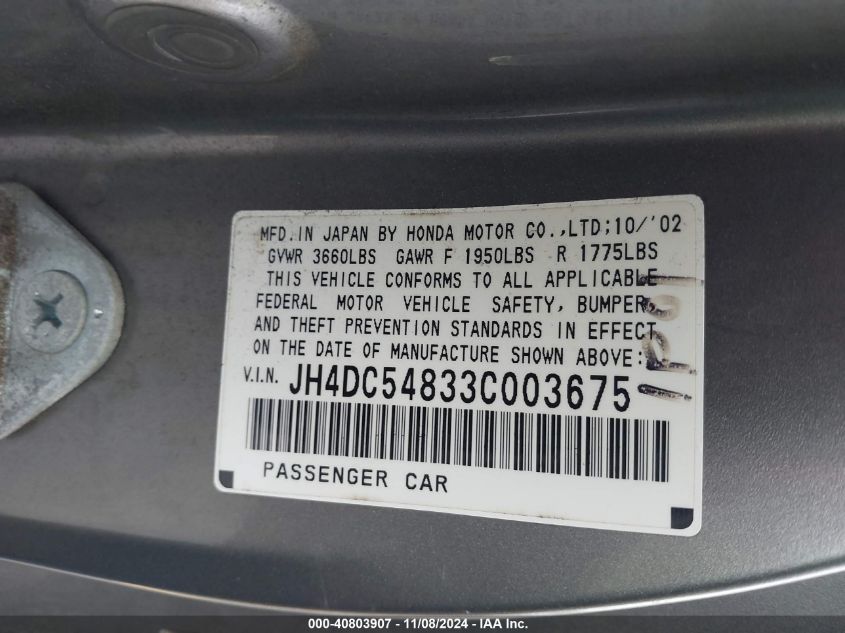 MFD. IN JAPAN BY HONDA MOTOR CO.,LTD;10/'02
GVWR 3660LBS GAWR F 1950LBS R 1775LBS
THIS VEHICLE CONFORMS TO ALL APPLICABLE
FEDERAL MOTOR VEHICLE SAFETY, BUMPER,
AND THEFT PREVENTION STANDARDS IN EFFECT
ON THE DATE OF MANUFACTURE SHOWN ABOVE:
V.I.N. JH4DC54833C003675
PASSENGER CAR
000-40803907 - 11/08/2024 - IAA Inc.